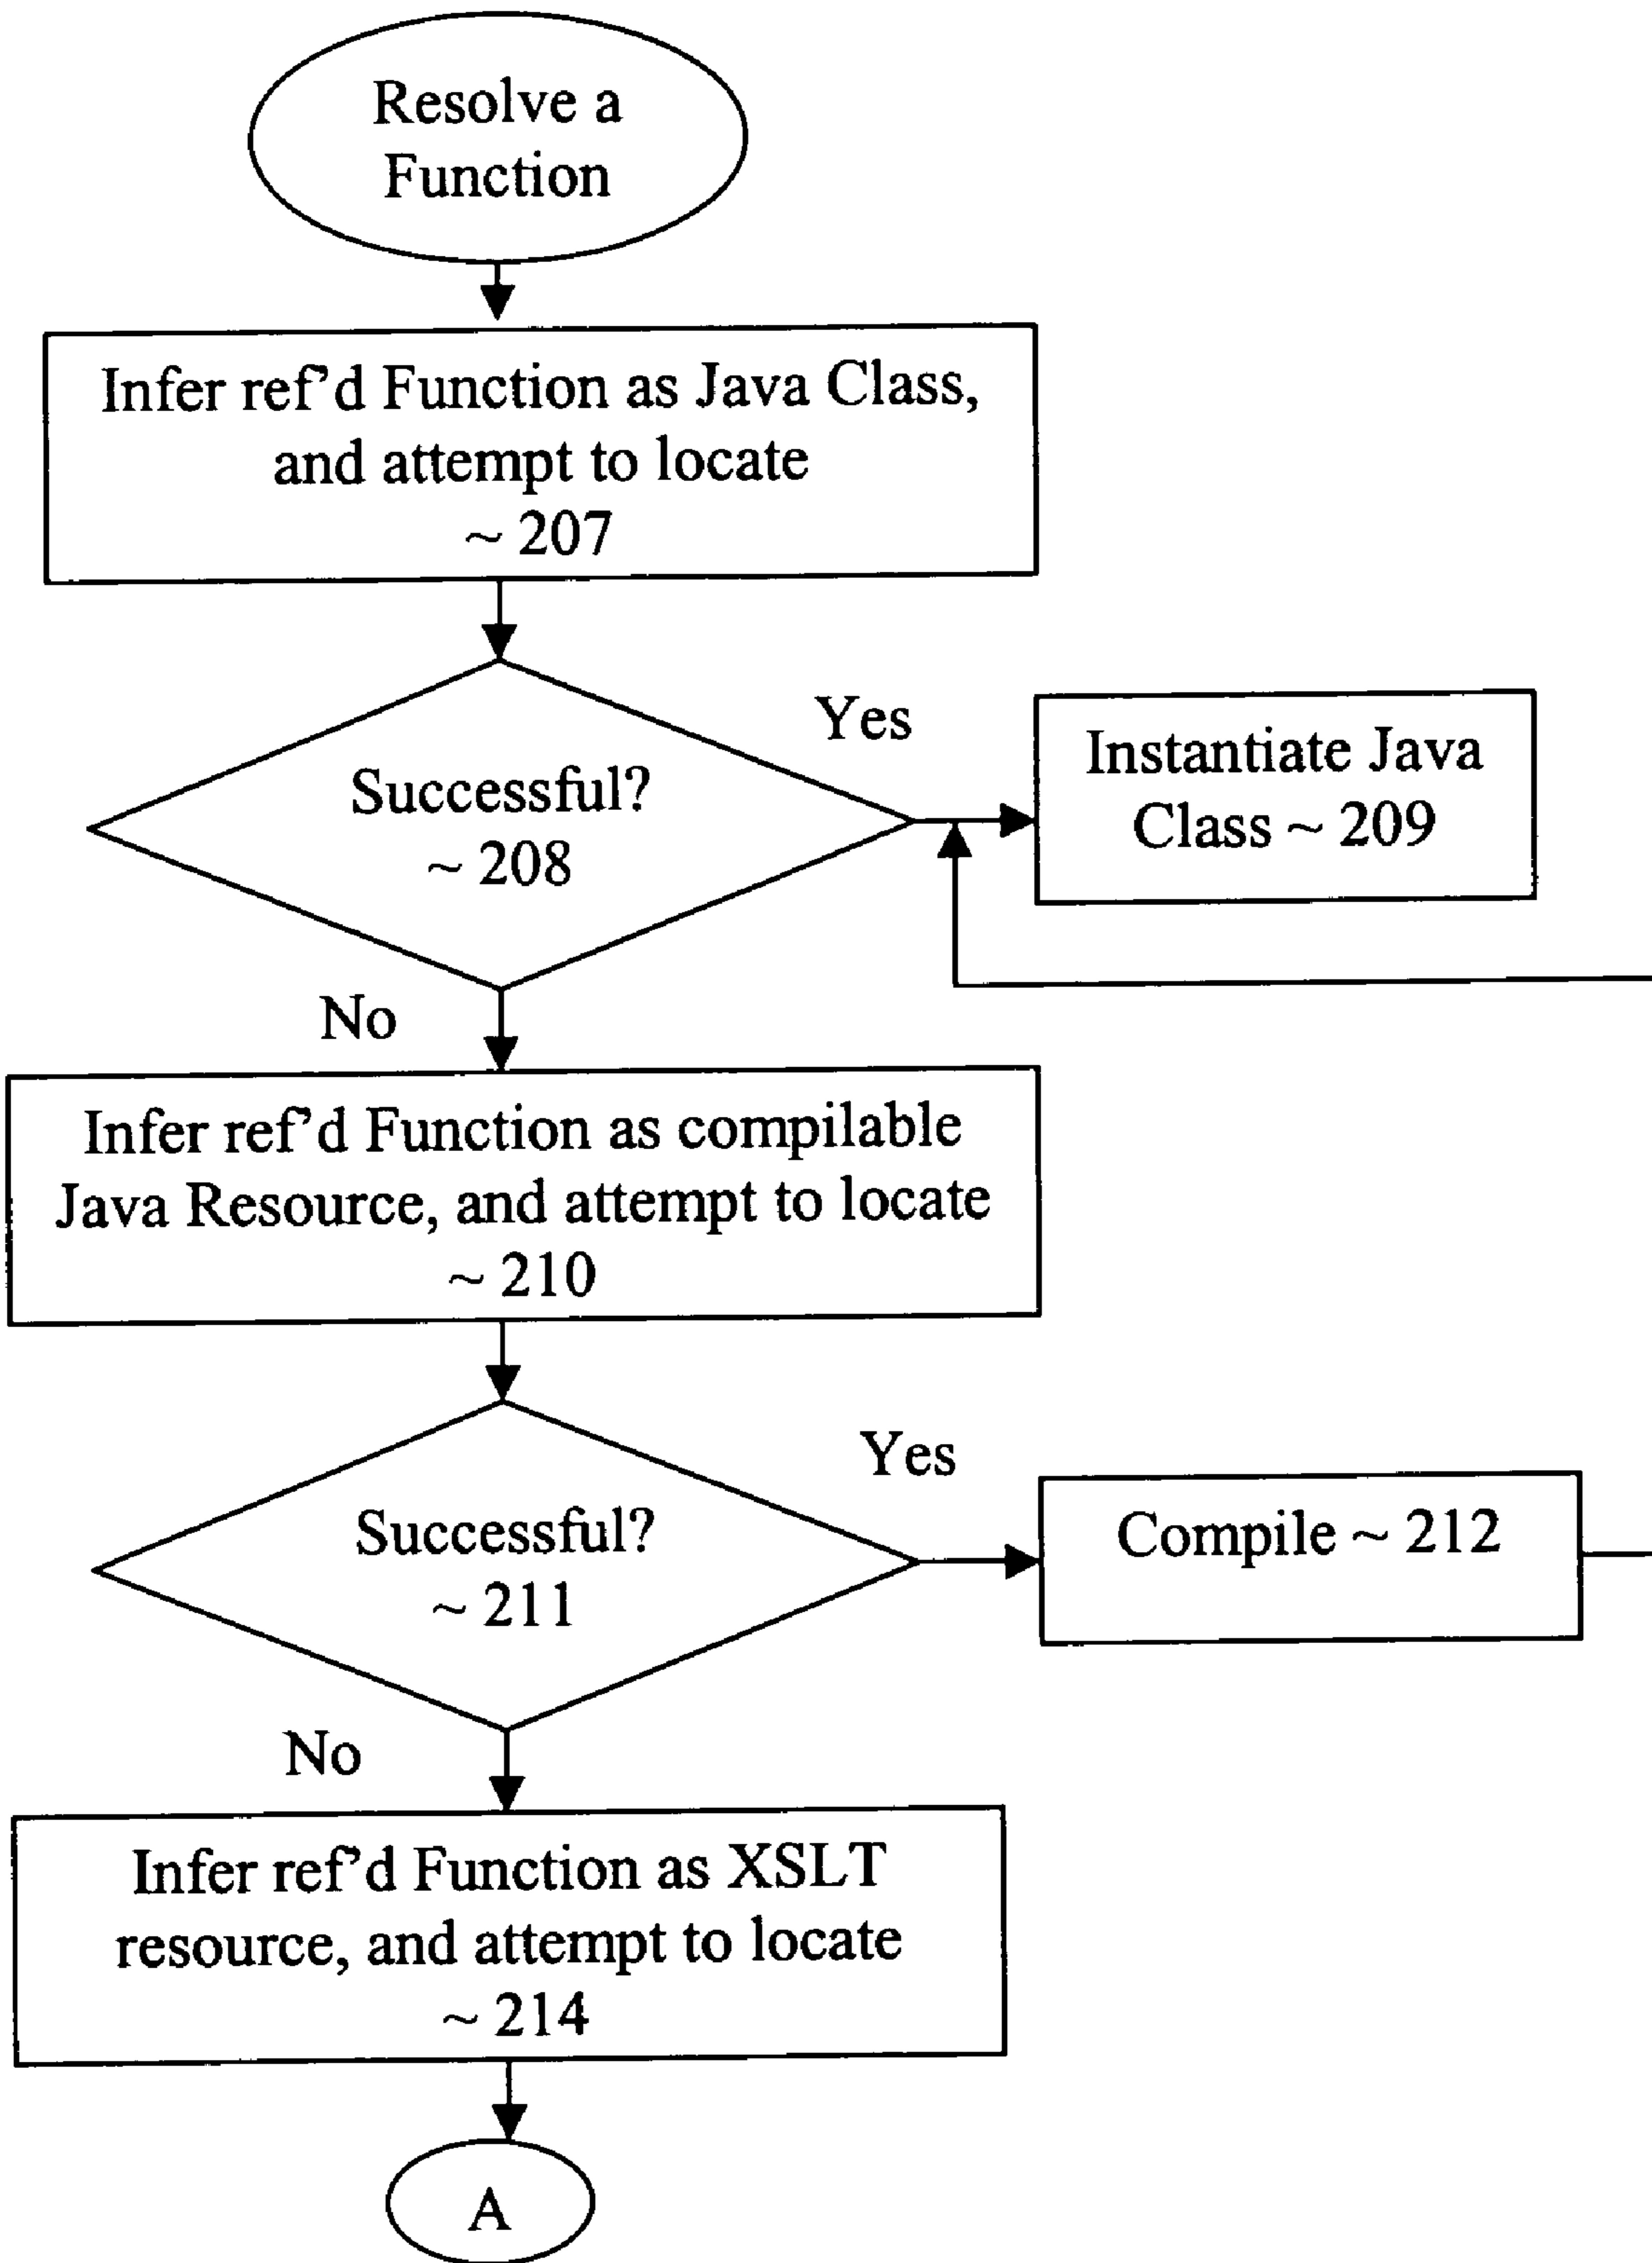 Resolve a
Function
Infer ref’d Function as Java Class,
and attempt to locate
~ 207
Successful?
~ 208
Yes
Instantiate Java
Class ~ 209
No
Infer ref’d Function as compilable
Java Resource, and attempt to locate
~ 210
Successful?
~ 211
Yes
Compile ~ 212
No
Infer ref’d Function as XSLT
resource, and attempt to locate
~ 214
A